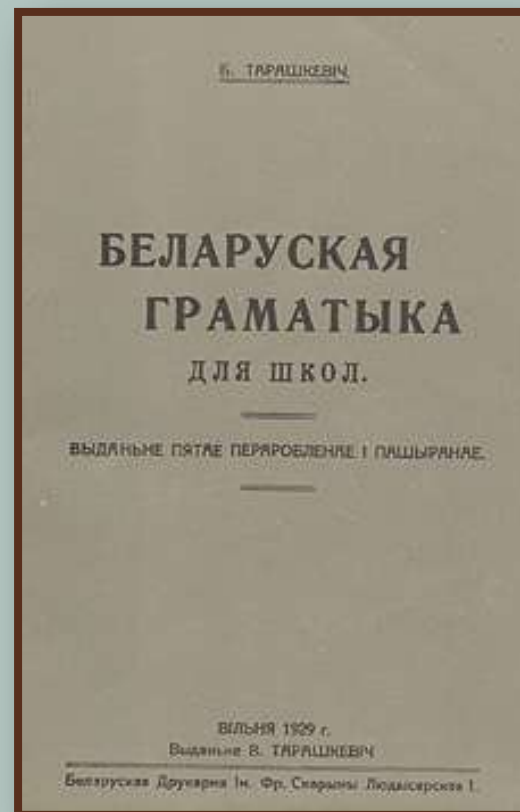 Б. ТАРАШКЕВІЧ.
БЕЛАРУСКАЯ
ГРАМАТЫКА
ДЛЯ ШКОЛ.
ВЫДАНЬНЕ ПЯТАЕ ПЕРАРОБЛЕНАЕ І ПАШЫРАНАЕ.
ВІЛЬНЯ 1929 г.
Выданьне В. ТАРАШКЕВІЧ
Беларуская Друкарня Ім. Фр. Скарыны Людвісарская 1.